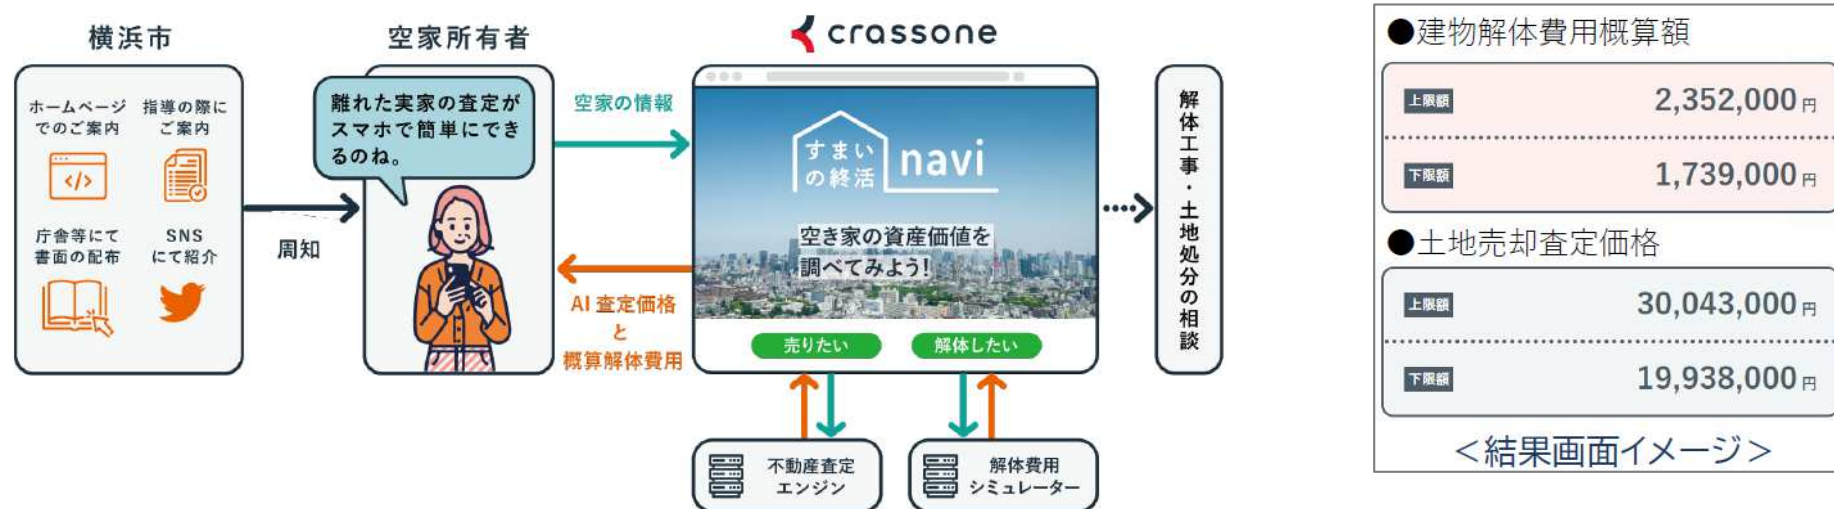 横浜市
ホームページ
でのご案内
指導の際に
ご案内
庁舎等にて
書面の配布
SNS
にて紹介
周知
空家所有者
離れた実家の査定が
スマホで簡単にでき
るのね。
空家の情報
AI 査定価格
と
概算解体費用
crassone
すまい
の終活
navi
空き家の資産価値を
調べてみよう!
売りたい
解体したい
不動産査定
エンジン
解体費用
シミュレーター
解体工事・土地処分の相談
●建物解体費用概算額
上限額 2,352,000円
下限額 1,739,000円
●土地売却査定価格
上限額 30,043,000円
下限額 19,938,000円
＜結果画面イメージ＞